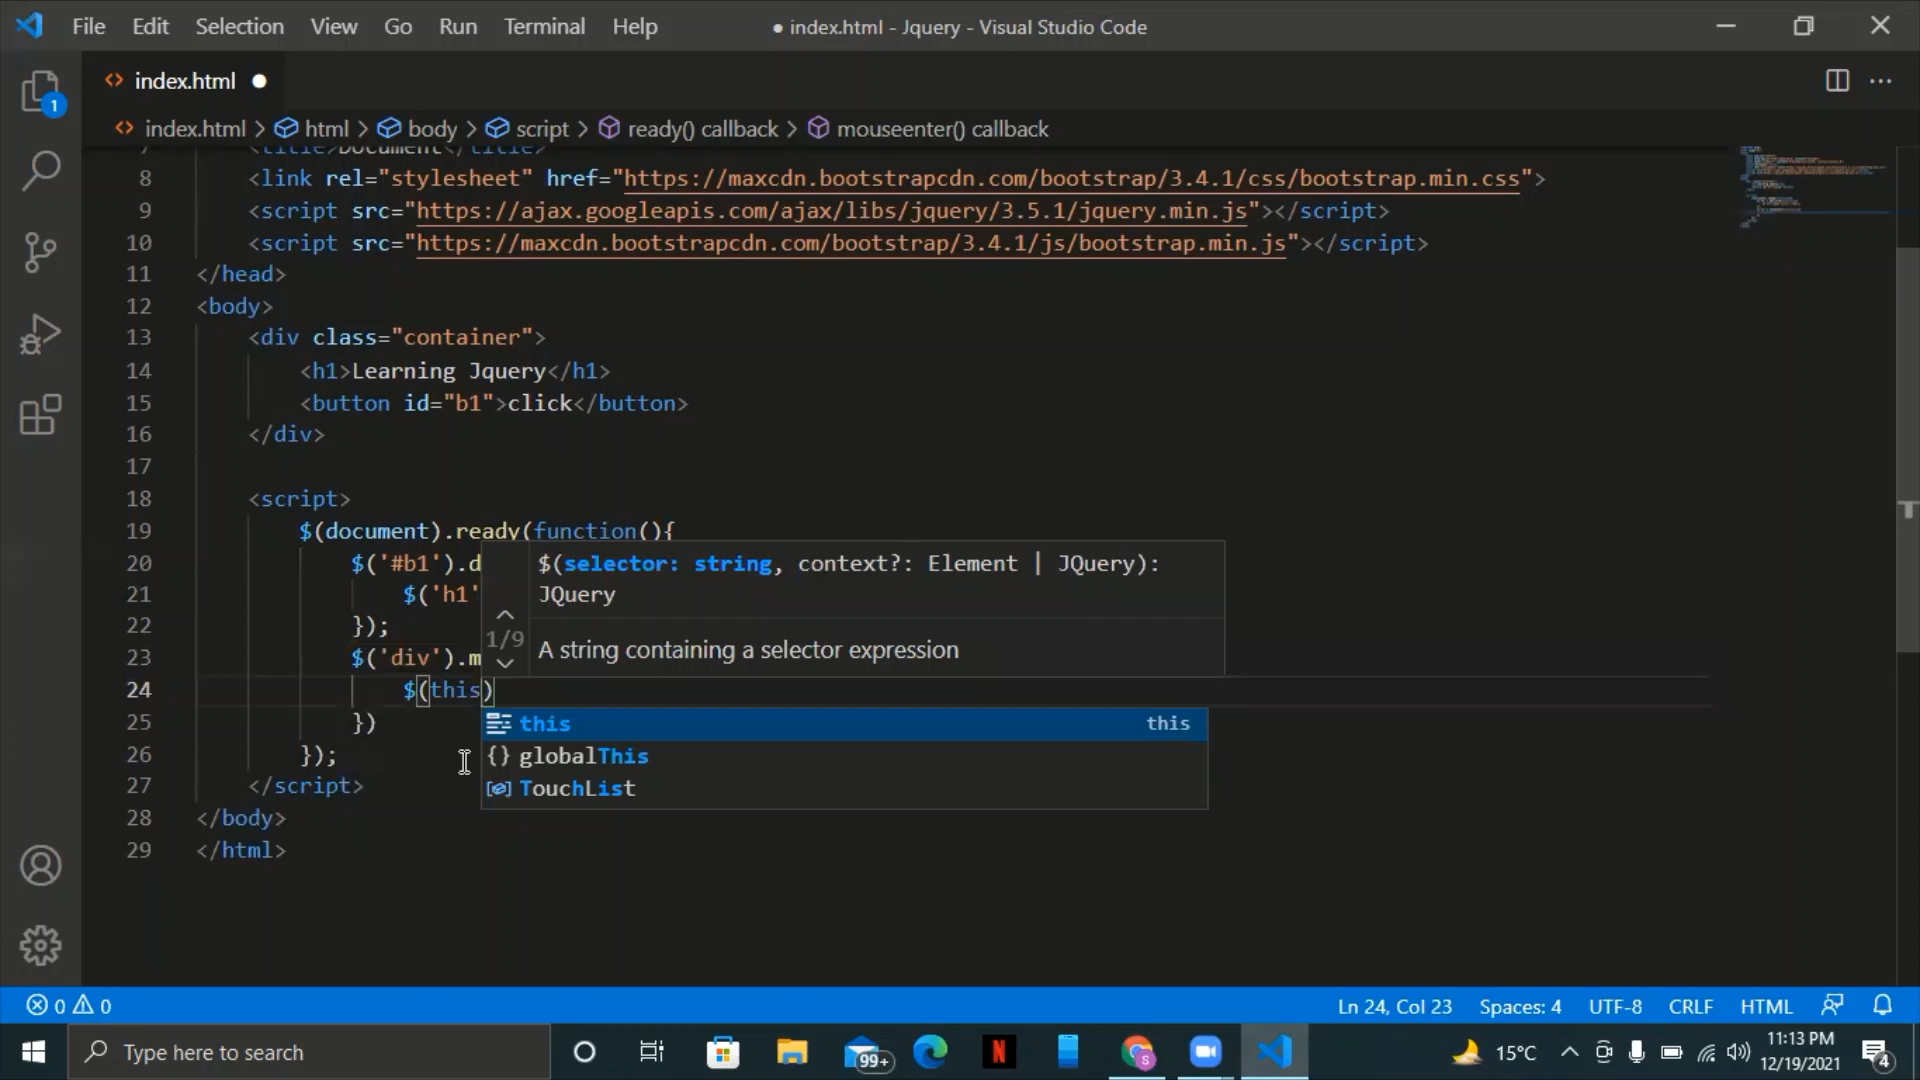 File Edit Selection View Go Run Terminal Help ● index.html - Jquery - Visual Studio Code
1
<> index.html ●
<> index.html > html > body > script > ready() callback > mouseenter() callback
7 <title>Document</title>
8 <link rel="stylesheet" href="https://maxcdn.bootstrapcdn.com/bootstrap/3.4.1/css/bootstrap.min.css">
9 <script src="https://ajax.googleapis.com/ajax/libs/jquery/3.5.1/jquery.min.js"></script>
10 <script src="https://maxcdn.bootstrapcdn.com/bootstrap/3.4.1/js/bootstrap.min.js"></script>
11 </head>
12 <body>
13 <div class="container">
14 <h1>Learning Jquery</h1>
15 <button id="b1">click</button>
16 </div>
17
18 <script>
19 $(document).ready(function(){
20 $('#b1').d
$(selector: string, context?: Element | JQuery):
21 $('h1'
JQuery
22 });
1/9
A string containing a selector expression
23 $('div').m
24 $(this)
25 })
this this
26 });
{} globalThis
27 </script>
TouchList
28 </body>
29 </html>
0 0 Ln 24, Col 23 Spaces: 4 UTF-8 CRLF HTML
Type here to search 99+ N S 15°C 11:13 PM
12/19/2021 4